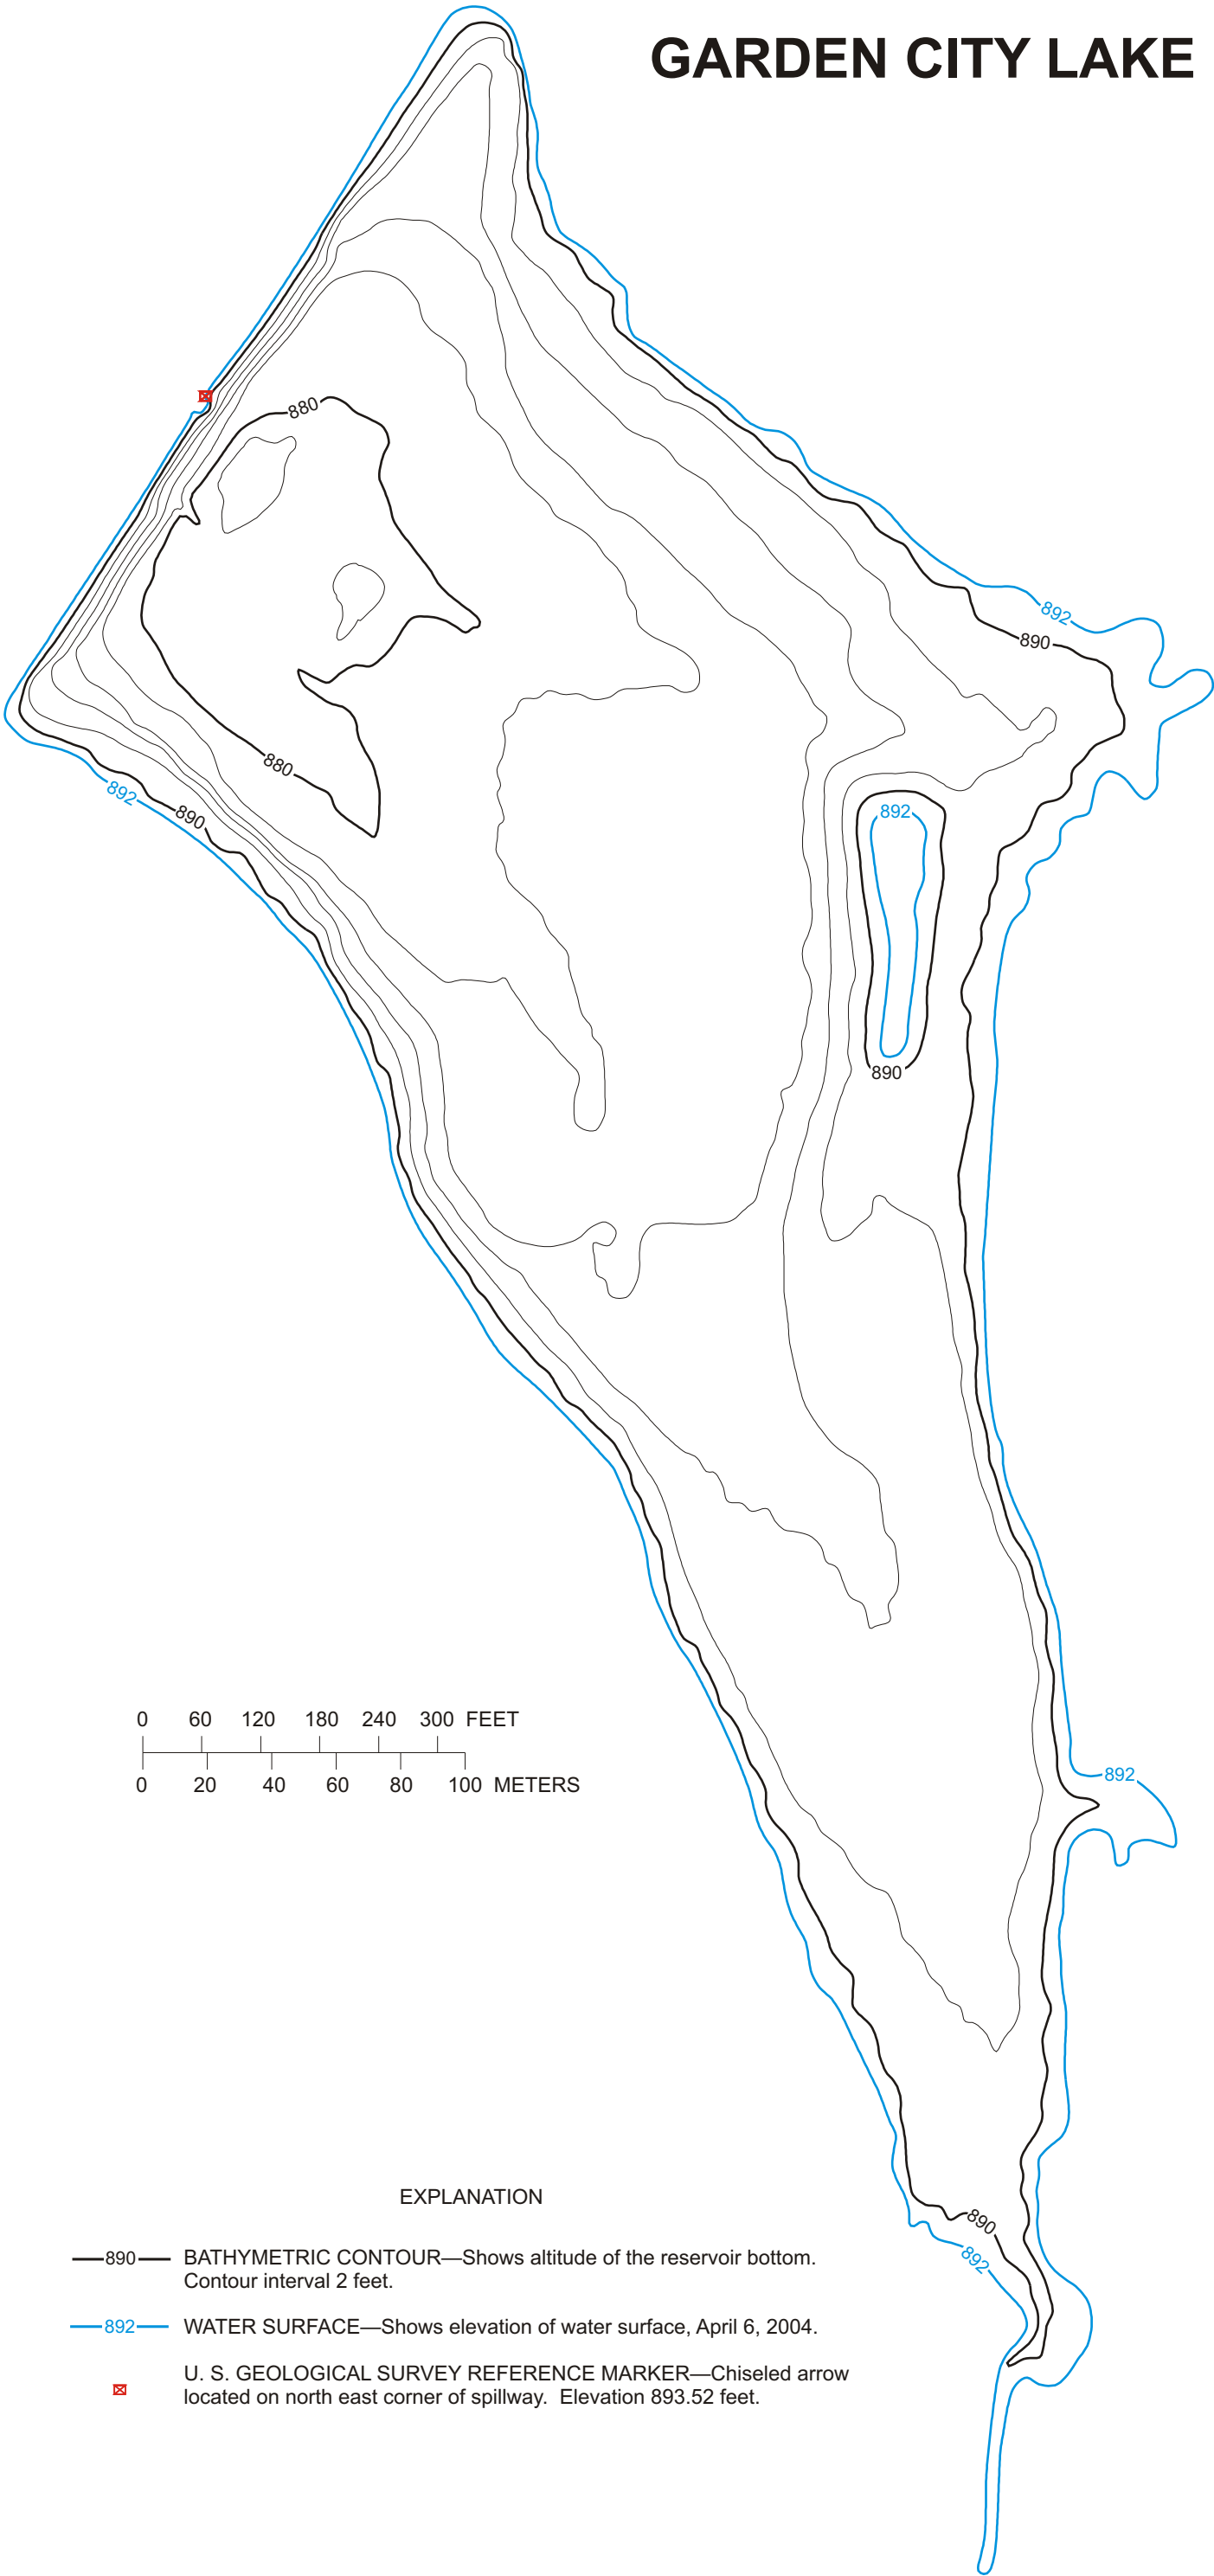 GARDEN CITY LAKE
880
892
890
892
880
892
890
890
0 60 120 180 240 300 FEET
0 20 40 60 80 100 METERS
892
EXPLANATION
890
892
890 BATHYMETRIC CONTOUR—Shows altitude of the reservoir bottom.
Contour interval 2 feet.
892 WATER SURFACE—Shows elevation of water surface, April 6, 2004.
U. S. GEOLOGICAL SURVEY REFERENCE MARKER—Chiseled arrow
located on north east corner of spillway. Elevation 893.52 feet.